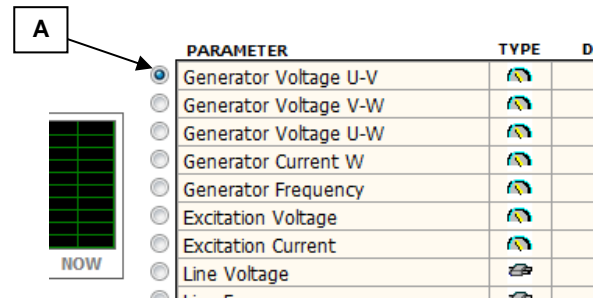 A
PARAMETER TYPE D
Generator Voltage U-V
Generator Voltage V-W
Generator Voltage U-W
Generator Current W
Generator Frequency
Excitation Voltage
Excitation Current
NOW
Line Voltage